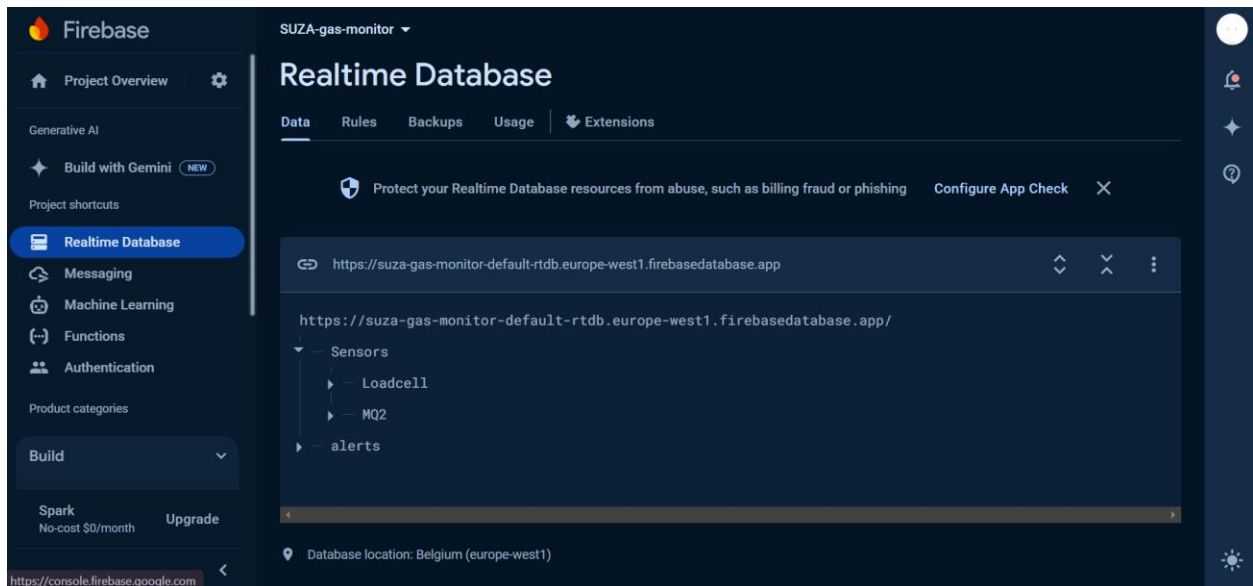 Firebase
Project Overview
Generative AI
Build with Gemini NEW
Project shortcuts
Realtime Database
Messaging
Machine Learning
Functions
Authentication
Product categories
Build
Spark
No-cost $0/month
Upgrade
https://console.firebase.google.com
SUZA-gas-monitor
Realtime Database
Data Rules Backups Usage Extensions
Protect your Realtime Database resources from abuse, such as billing fraud or phishing Configure App Check
https://suza-gas-monitor-default-rtdb.europe-west1.firebasedatabase.app
https://suza-gas-monitor-default-rtdb.europe-west1.firebasedatabase.app/
Sensors
Loadcell
MQ2
alerts
Database location: Belgium (europe-west1)